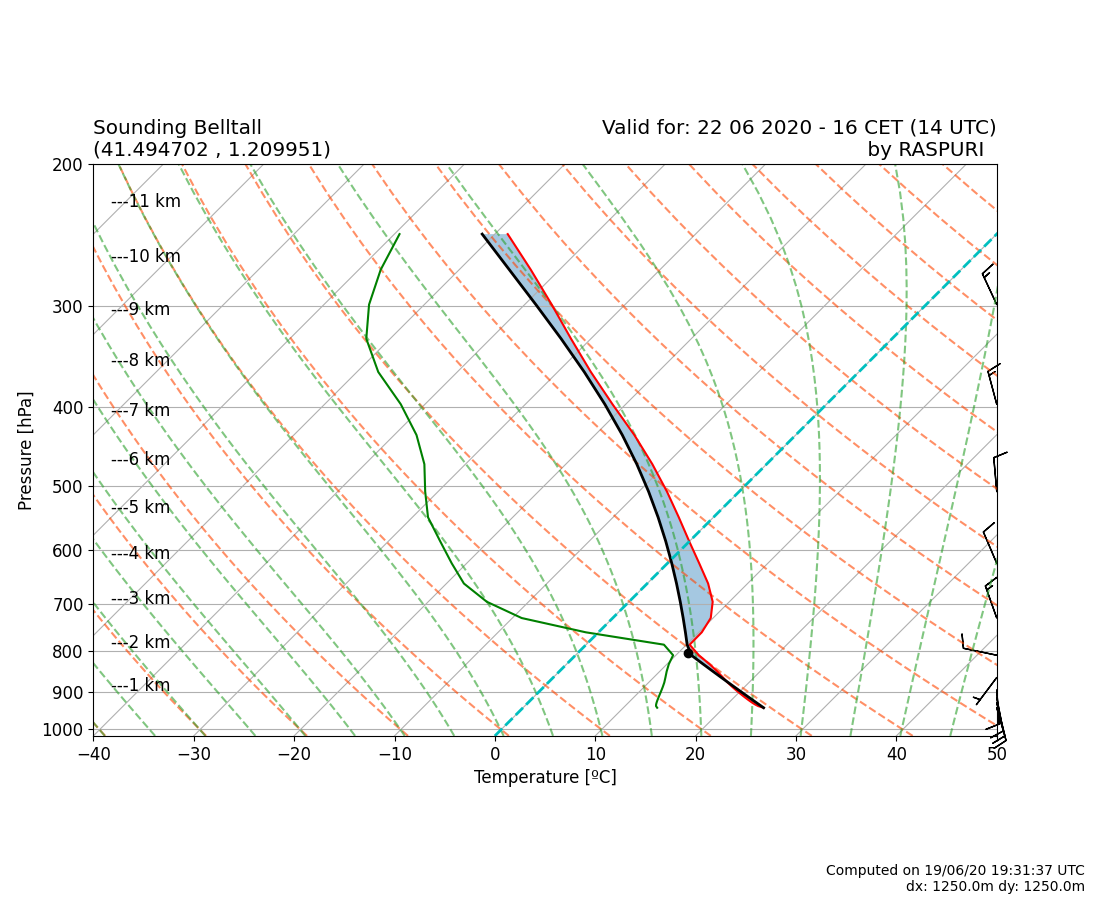 Sounding Belltall
(41.494702 , 1.209951)
Valid for: 22 06 2020 - 16 CET (14 UTC)
by RASPURI
200
300
400
500
600
700
800
900
1000
Pressure [hPa]
---11 km
---10 km
---9 km
---8 km
---7 km
---6 km
---5 km
---4 km
---3 km
---2 km
---1 km
−40
−30
−20
−10
0
10
20
30
40
50
Temperature [ºC]
Computed on 19/06/20 19:31:37 UTC
dx: 1250.0m dy: 1250.0m